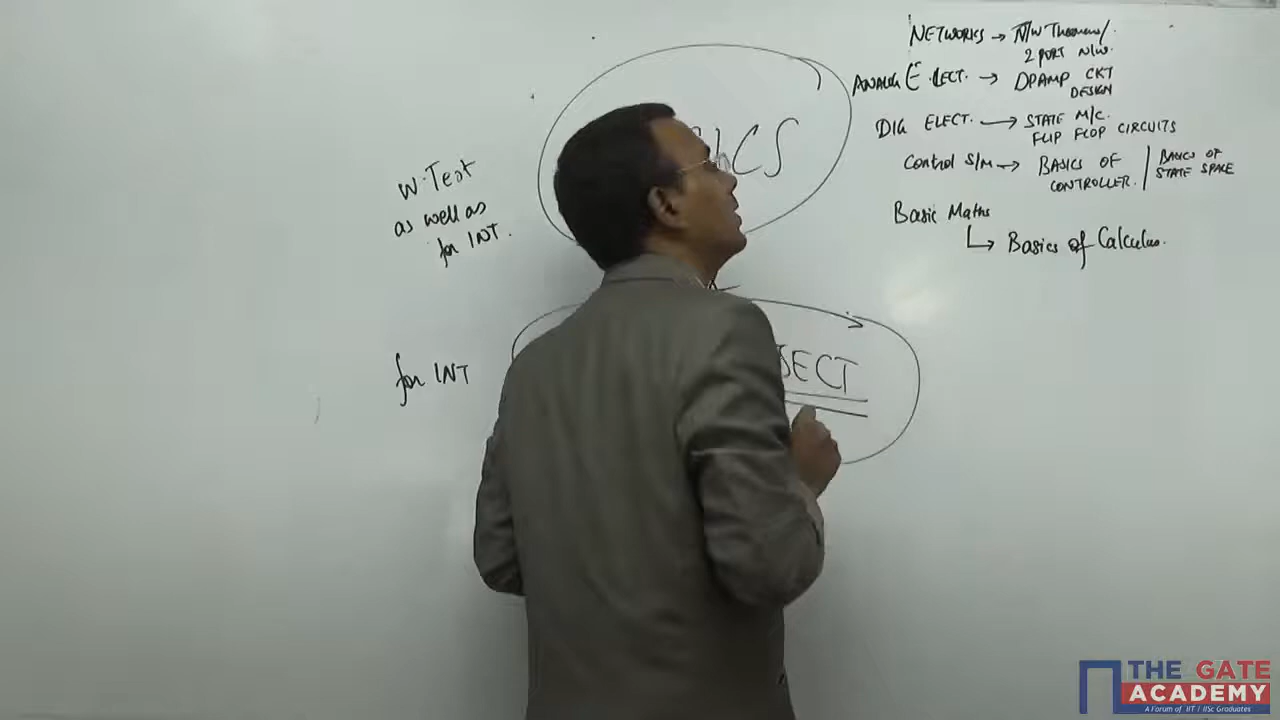 NETWORKS → N/W Theorems/
2 PORT N/W.
ANALOG ELECT. → OPAMP CKT
DESIGN
DIG ELECT. → STATE M/C.
FLIP FLOP CIRCUITS
Control S/M → BASICS OF
CONTROLLER. / BASICS OF
STATE SPACE
Basic Maths
↳ Basics of Calculus.
W.Test
as well as
for INT.
ICS
for INT
JECT
THE GATE
ACADEMY
A Forum of IIT / IISc Graduates